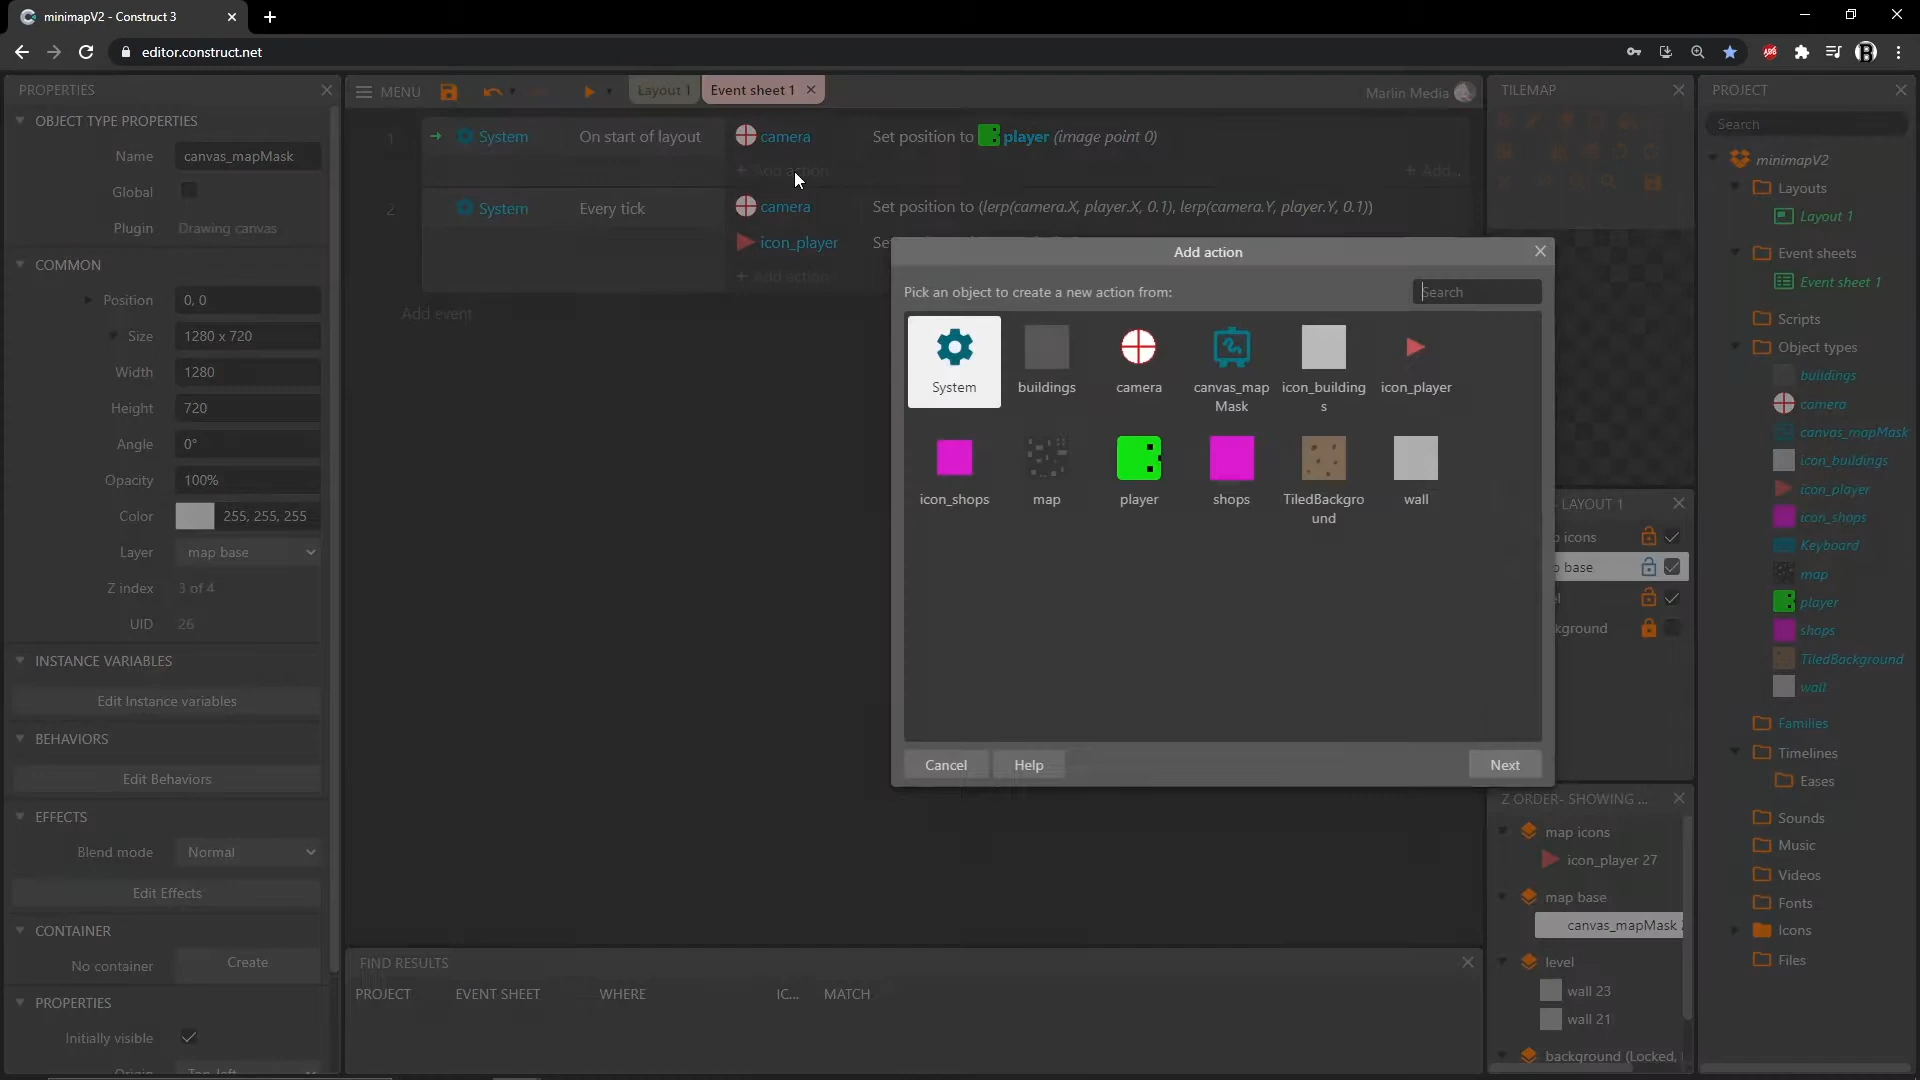 minimapV2 - Construct 3
editor.construct.net
PROPERTIES
OBJECT TYPE PROPERTIES
Name canvas_mapMask
Global
Plugin Drawing canvas
COMMON
Position 0, 0
Size 1280 x 720
Width 1280
Height 720
Angle 0°
Opacity 100%
Color 255, 255, 255
Layer map base
Z index 3 of 4
UID 26
INSTANCE VARIABLES
Edit Instance variables
BEHAVIORS
Edit Behaviors
EFFECTS
Blend mode Normal
Edit Effects
CONTAINER
No container Create
PROPERTIES
Initially visible
Origin Top-left
MENU
Layout 1
Event sheet 1
Marlin Media
1 System On start of layout camera Set position to player (image point 0)
+ Add action + Add...
2 System Every tick camera Set position to (lerp(camera.X, player.X, 0.1), lerp(camera.Y, player.Y, 0.1))
icon_player Se
+ Add action
Add event
Add action
Pick an object to create a new action from:
Search
System
buildings
camera
canvas_map
Mask
icon_building
s
icon_player
icon_shops
map
player
shops
TiledBackgro
und
wall
Cancel
Help
Next
FIND RESULTS
PROJECT EVENT SHEET WHERE IC... MATCH
TILEMAP
- LAYOUT 1
icons
base
kground
Z ORDER- SHOWING ...
map icons
icon_player 27
map base
canvas_mapMask
level
wall 23
wall 21
background (Locked,
PROJECT
Search
minimapV2
Layouts
Layout 1
Event sheets
Event sheet 1
Scripts
Object types
buildings
camera
canvas_mapMask
icon_buildings
icon_player
icon_shops
Keyboard
map
player
shops
TiledBackground
wall
Families
Timelines
Eases
Sounds
Music
Videos
Fonts
Icons
Files